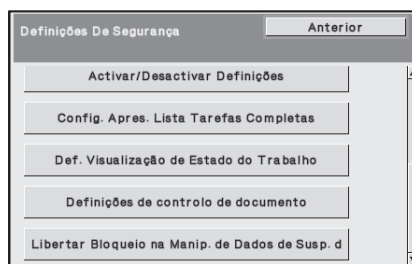 Definições De Segurança
Anterior
Activar/Desactivar Definições
Config. Apres. Lista Tarefas Completas
Def. Visualização de Estado do Trabalho
Definições de controlo de documento
Libertar Bloqueio na Manip. de Dados de Susp. d